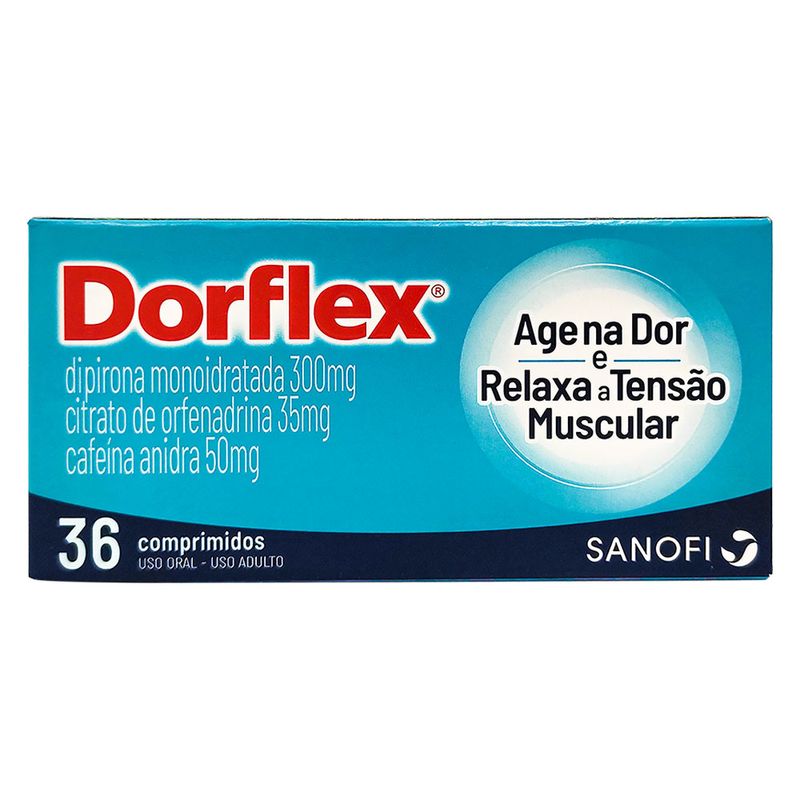 Dorflex®
dipirona monoidratada 300mg
citrato de orfenadrina 35mg
cafeína anidra 50mg
Age na Dor
e
Relaxa a Tensão
Muscular
36 comprimidos
USO ORAL - USO ADULTO
SANOFI